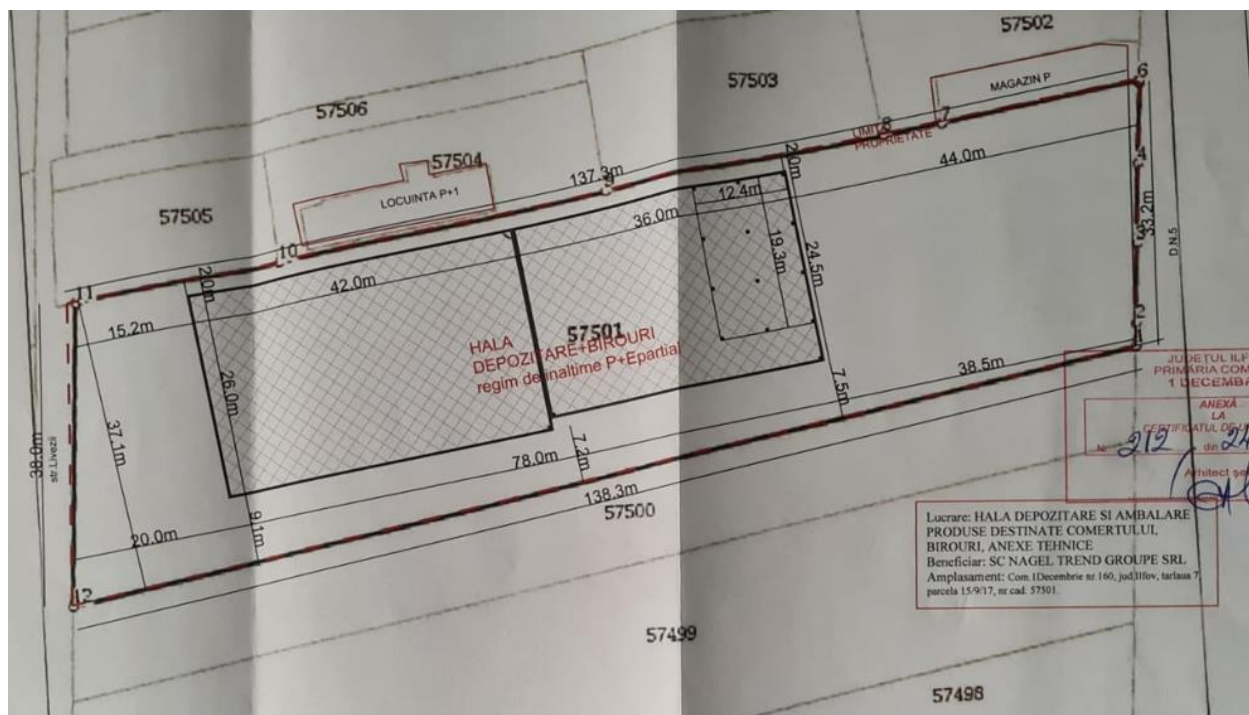 57502
57503
57506
MAGAZIN P
6
7
8
LIMITA
PROPRIETATE
57504
LOCUINTA P+1
137.3m
9
2.0m
44.0m
4
33.2m
3
D.N.5
57505
12.4m
36.0m
19.3m
24.5m
10
2.0m
42.0m
11
15.2m
57501
HALA
DEPOZITARE+BIROURI
regim de inaltime P+Epartial
2
1
38.5m
26.0m
7.5m
37.1m
38.0m
str.Livezii
78.0m
7.2m
138.3m
57500
20.0m
9.1m
12
JUDETUL
PRIMARIA
1
ANEXĂ
LA
CERTIFICATUL DE
Nr 212 din
Arhitect
Lucrare: HALA DEPOZITARE SI AMBALARE
PRODUSE DESTINATE COMERTULUI,
BIROURI, ANEXE TEHNICE
Beneficiar: SC NAGEL TREND GROUPE SRL
Amplasament: Com.1Decembrie nr.160, jud.Ilfov, tarlaua 7,
parcela 15/9/17, nr.cad. 57501.
57499
57498